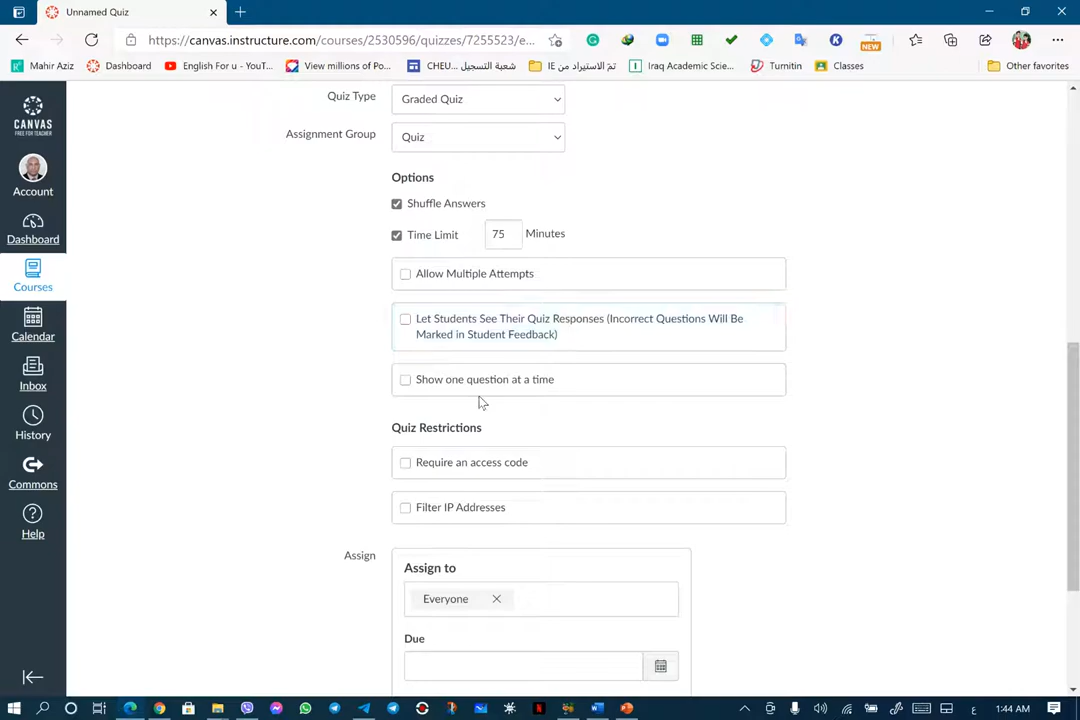 Unnamed Quiz
https://canvas.instructure.com/courses/2530596/quizzes/7255523/e...
NEW
Mahir Aziz
Dashboard
English For u - YouT...
View millions of Po...
CHEU... شعبة التسجيل
تم الاستيراد من IE
Iraq Academic Scie...
Turnitin
Classes
Other favorites
CANVAS
FREE FOR TEACHER
Account
Dashboard
Courses
Calendar
Inbox
History
Commons
Help
Quiz Type
Graded Quiz
Assignment Group
Quiz
Options
Shuffle Answers
Time Limit 75 Minutes
Allow Multiple Attempts
Let Students See Their Quiz Responses (Incorrect Questions Will Be
Marked in Student Feedback)
Show one question at a time
Quiz Restrictions
Require an access code
Filter IP Addresses
Assign
Assign to
Everyone
Due
ع
1:44 AM